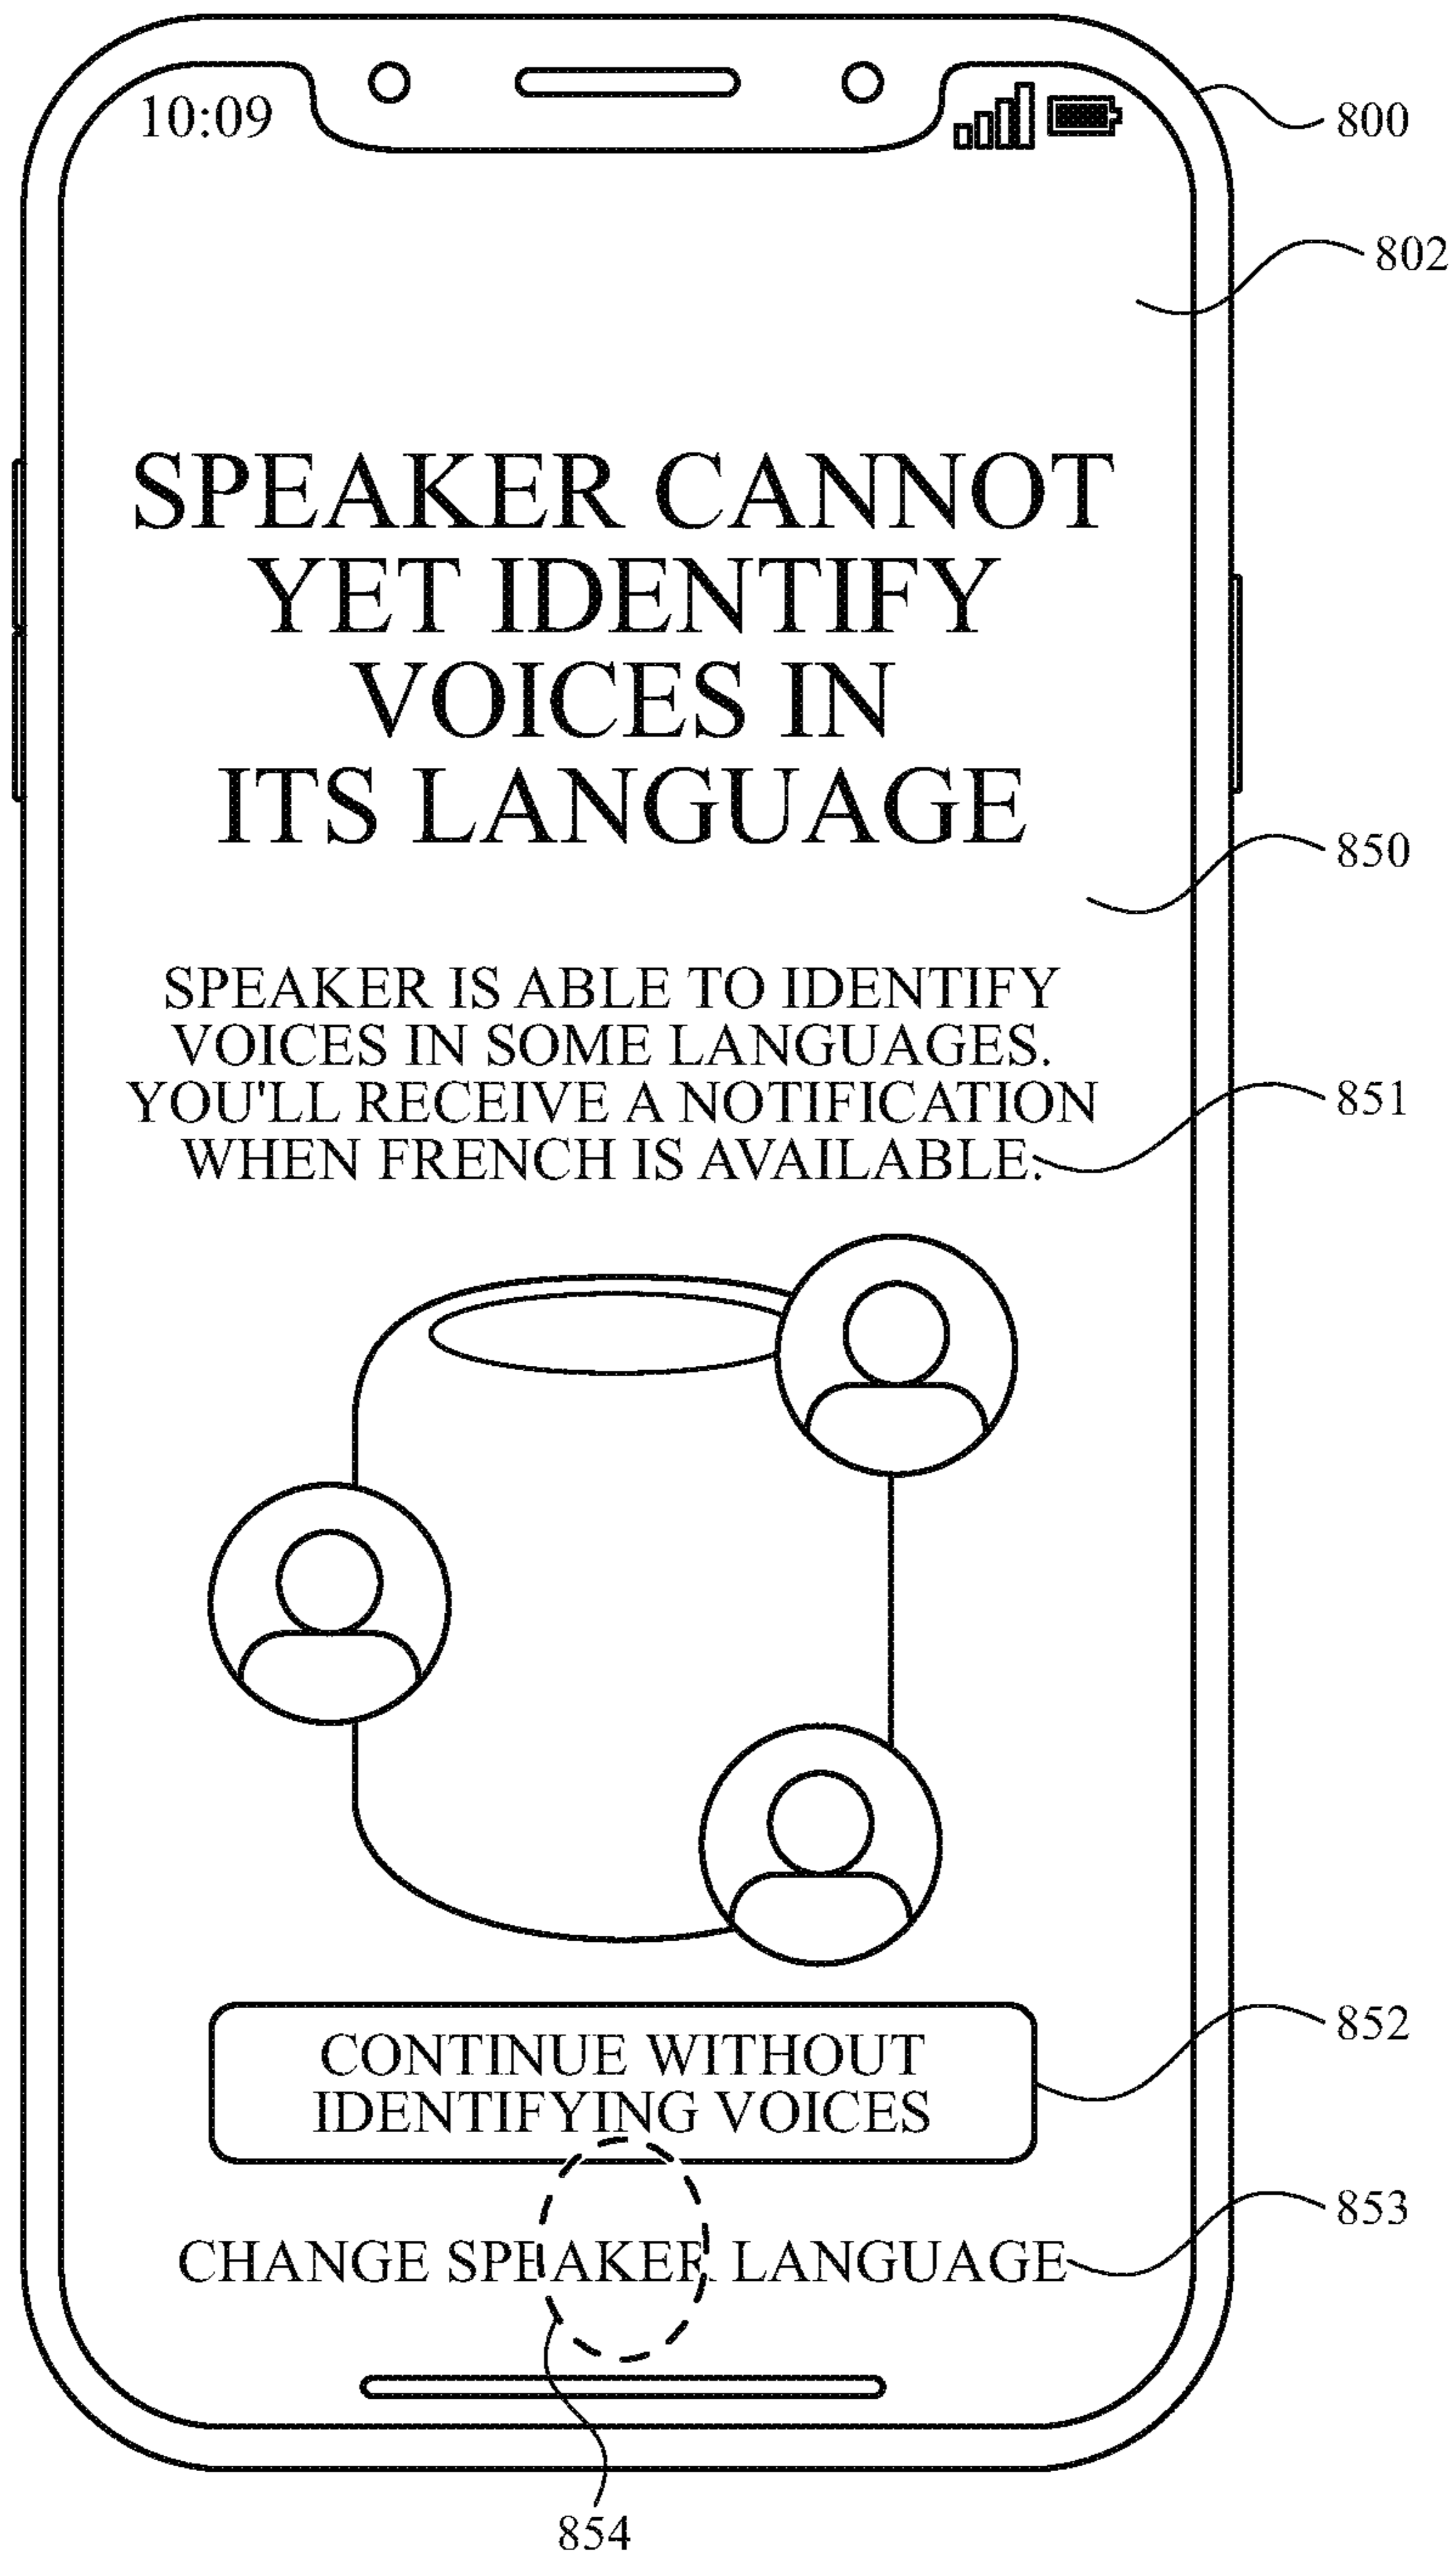 10:09
800
802
SPEAKER CANNOT
YET IDENTIFY
VOICES IN
ITS LANGUAGE
850
SPEAKER IS ABLE TO IDENTIFY
VOICES IN SOME LANGUAGES.
YOU'LL RECEIVE A NOTIFICATION
851
WHEN FRENCH IS AVAILABLE.
CONTINUE WITHOUT
852
IDENTIFYING VOICES
853
CHANGE SPEAKER LANGUAGE
854